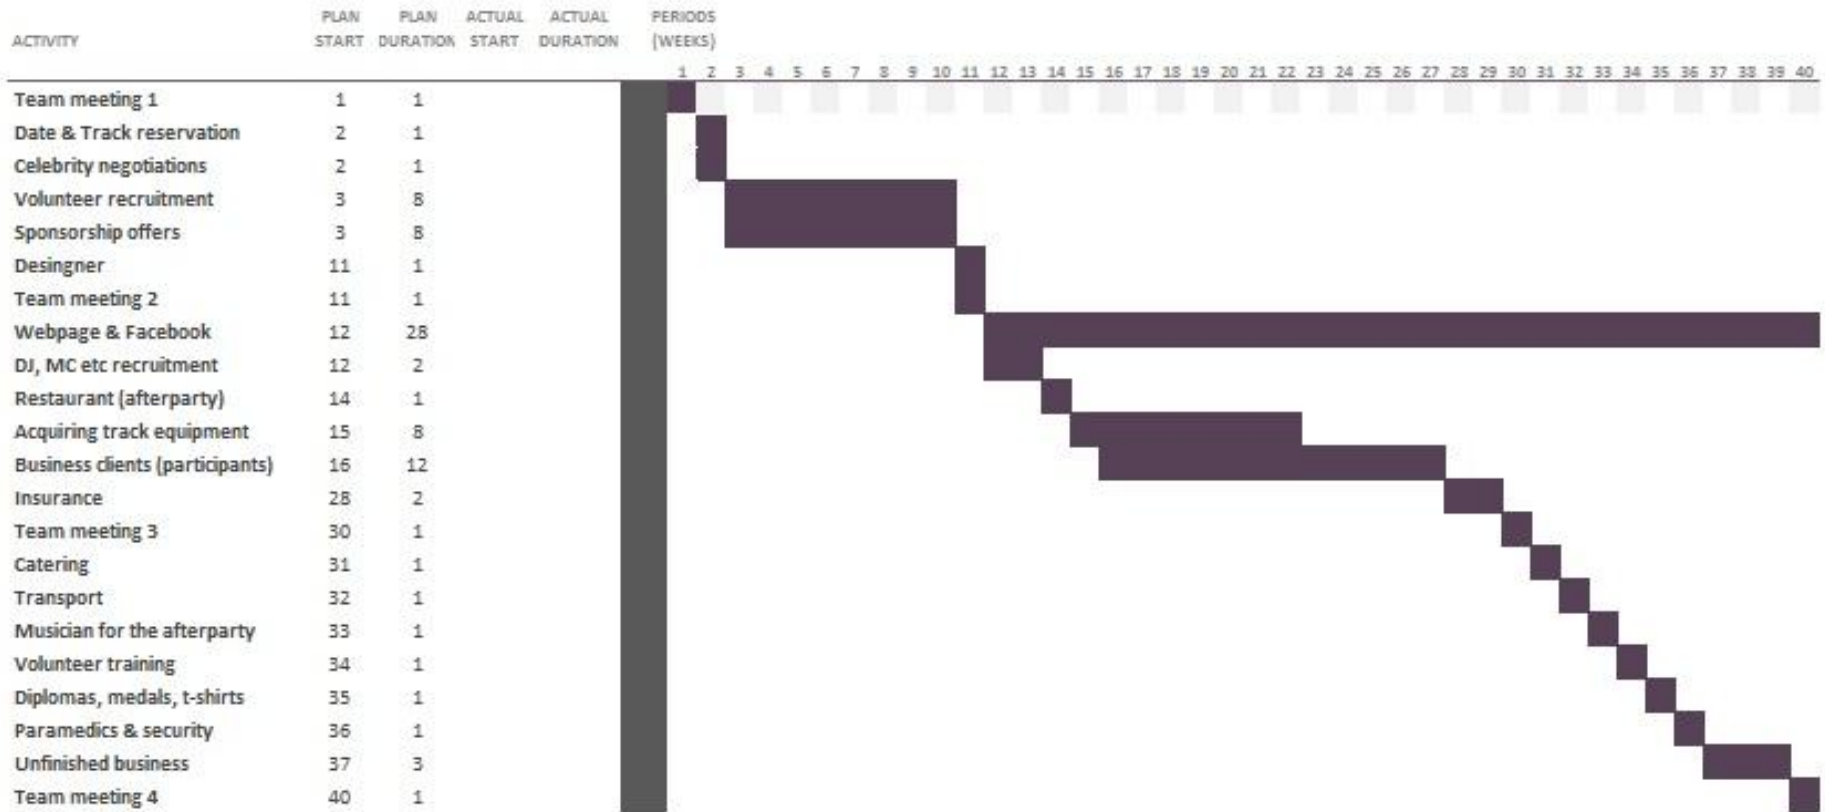 PLAN PLAN ACTUAL ACTUAL PERIODS
ACTIVITY START DURATION START DURATION (WEEKS)
1 2 3 4 5 6 7 8 9 10 11 12 13 14 15 16 17 18 19 20 21 22 23 24 25 26 27 28 29 30 31 32 33 34 35 36 37 38 39 40
Team meeting 1 1 1
Date & Track reservation 2 1
Celebrity negotiations 2 1
Volunteer recruitment 3 8
Sponsorship offers 3 8
Desingner 11 1
Team meeting 2 11 1
Webpage & Facebook 12 28
DJ, MC etc recruitment 12 2
Restaurant (afterparty) 14 1
Acquiring track equipment 15 8
Business clients (participants) 16 12
Insurance 28 2
Team meeting 3 30 1
Catering 31 1
Transport 32 1
Musician for the afterparty 33 1
Volunteer training 34 1
Diplomas, medals, t-shirts 35 1
Paramedics & security 36 1
Unfinished business 37 3
Team meeting 4 40 1